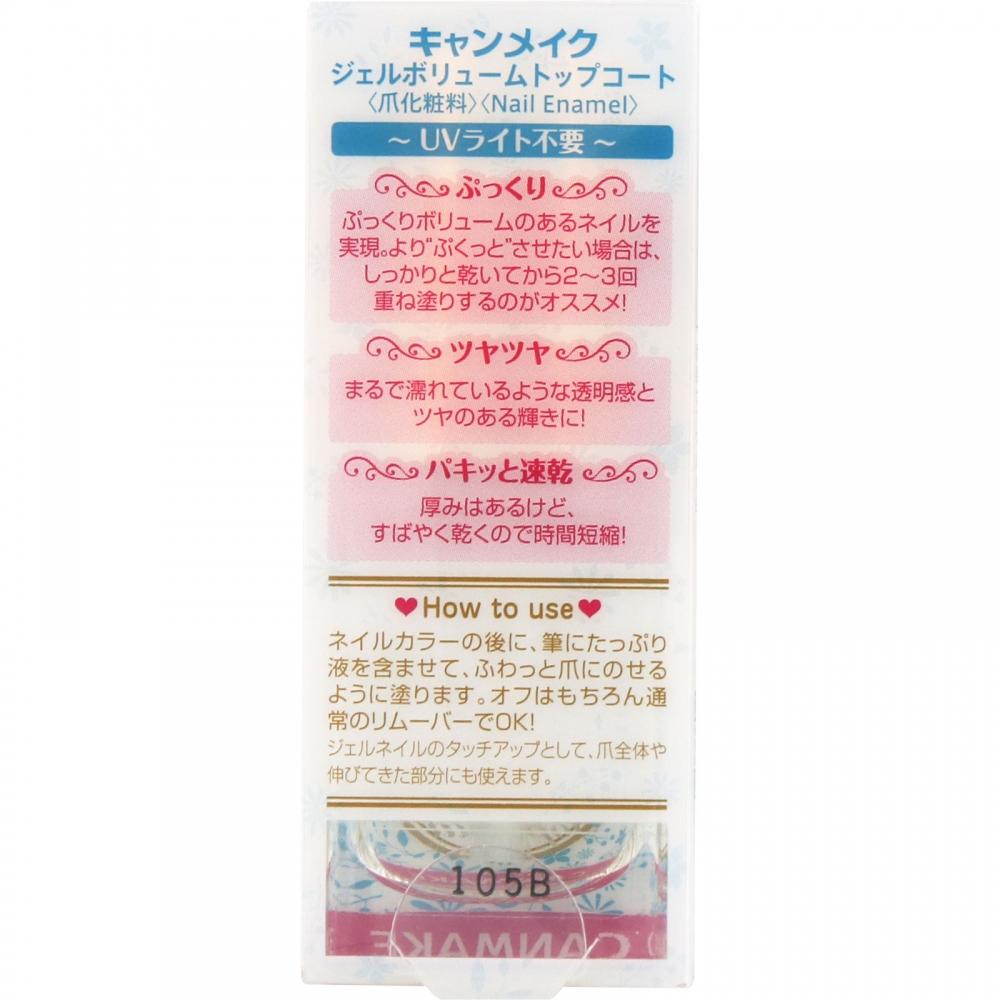 キャンメイク
ジェルボリュームトップコート
〈爪化粧料〉〈Nail Enamel〉
～UVライト不要～
ぷっくり
ぷっくりボリュームのあるネイルを
実現。より“ぷくっと”させたい場合は、
しっかりと乾いてから2～3回
重ね塗りするのがオススメ!
ツヤツヤ
まるで濡れているような透明感と
ツヤのある輝きに!
パキッと速乾
厚みはあるけど、
すばやく乾くので時間短縮!
How to use
ネイルカラーの後に、筆にたっぷり
液を含ませて、ふわっと爪にのせる
ように塗ります。オフはもちろん通
常のリムーバーでOK!
ジェルネイルのタッチアップとして、爪全体や
伸びてきた部分にも使えます。
105B
CANMAKE